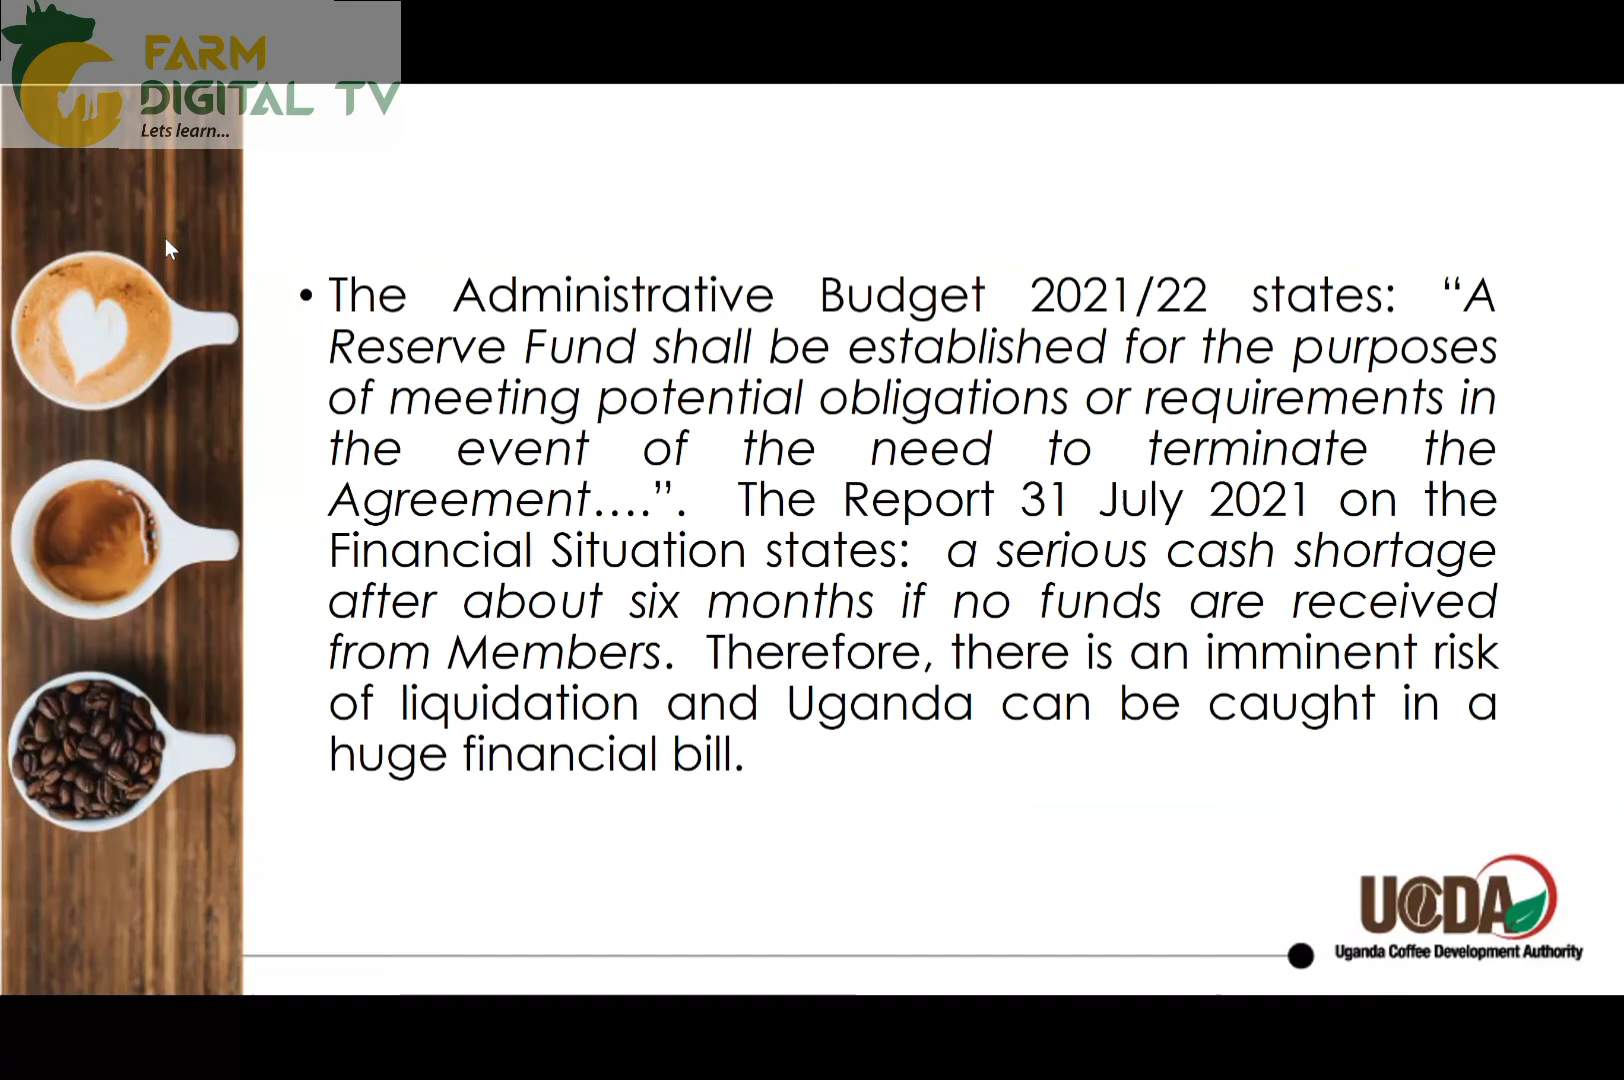 FARM
DIGITAL TV
Lets learn...
• The Administrative Budget 2021/22 states: “A
Reserve Fund shall be established for the purposes
of meeting potential obligations or requirements in
the event of the need to terminate the
Agreement….”. The Report 31 July 2021 on the
Financial Situation states: a serious cash shortage
after about six months if no funds are received
from Members. Therefore, there is an imminent risk
of liquidation and Uganda can be caught in a
huge financial bill.
UCDA
Uganda Coffee Development Authority